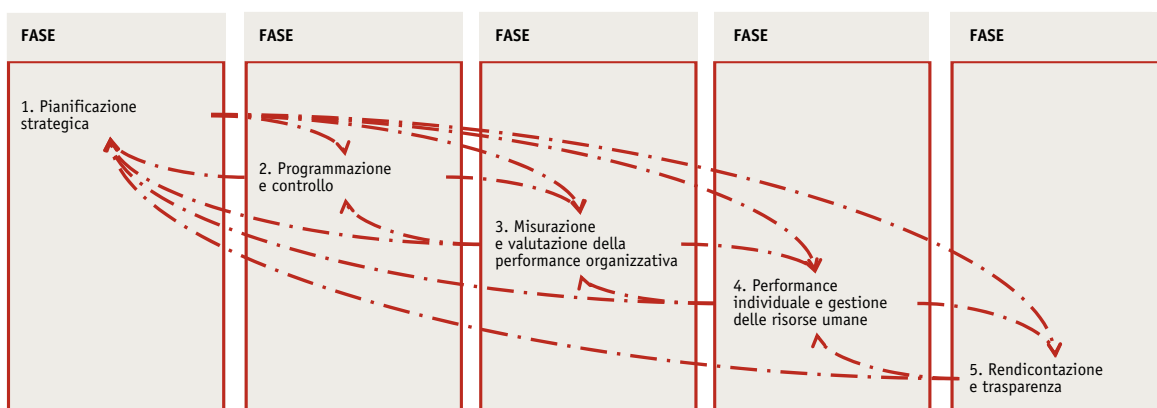 FASE
FASE
FASE
FASE
FASE
1. Pianificazione
strategica
2. Programmazione
e controllo
3. Misurazione
e valutazione della
performance organizzativa
4. Performance
individuale e gestione
delle risorse umane
5. Rendicontazione
e trasparenza